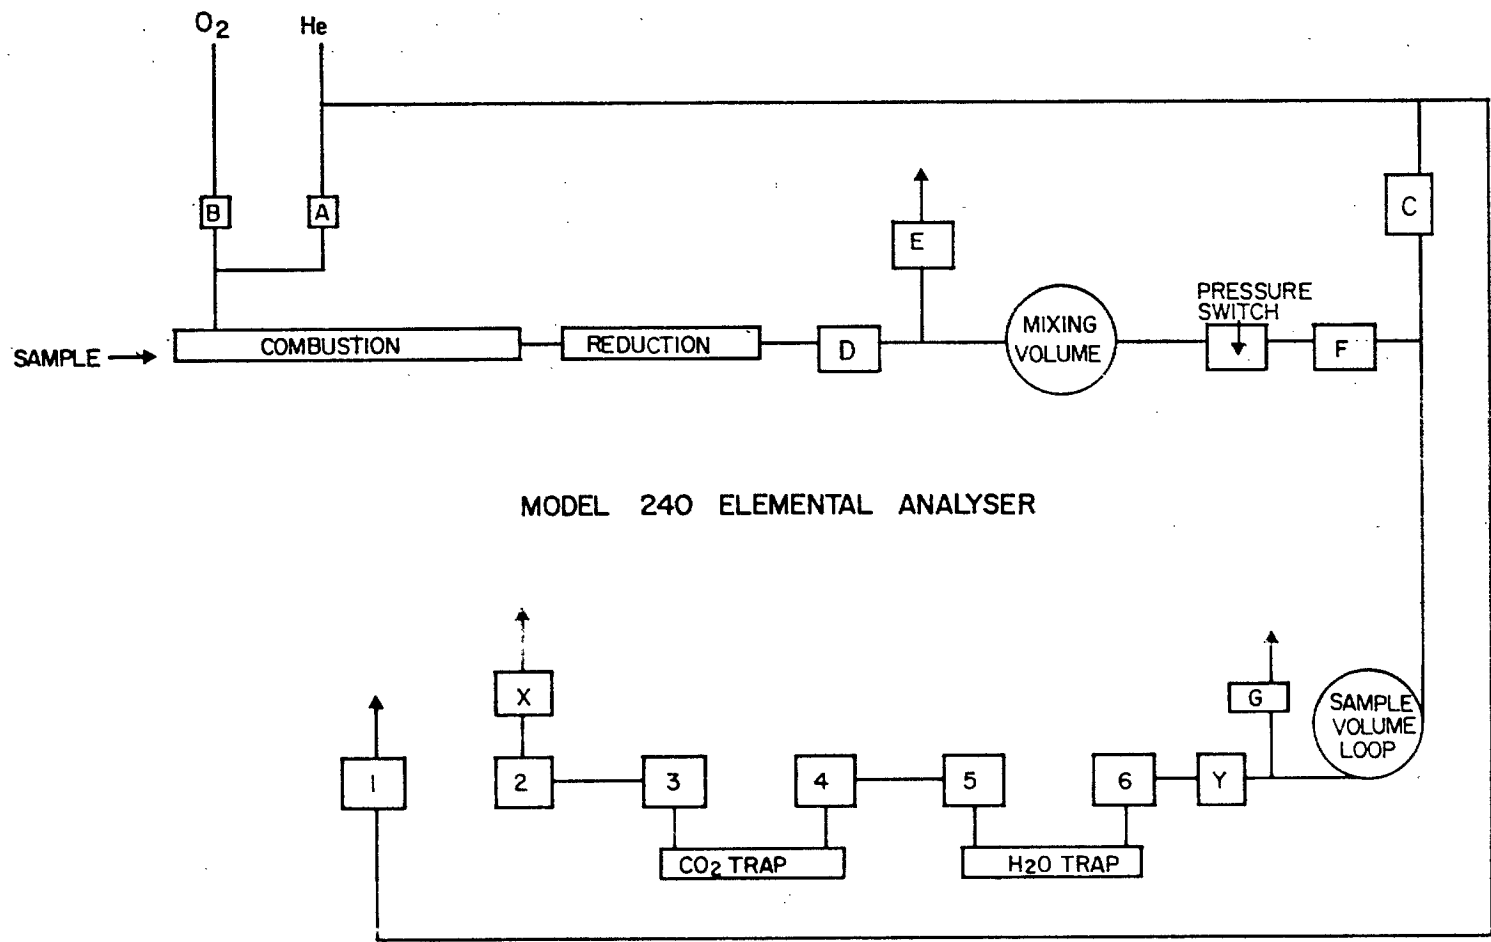 O2 He
B A
C
E
PRESSURE
SWITCH
MIXING
VOLUME
SAMPLE
COMBUSTION
REDUCTION
D
F
MODEL 240 ELEMENTAL ANALYSER
X
G
SAMPLE
VOLUME
LOOP
1 2 3 4 5 6 Y
CO2 TRAP
H2O TRAP